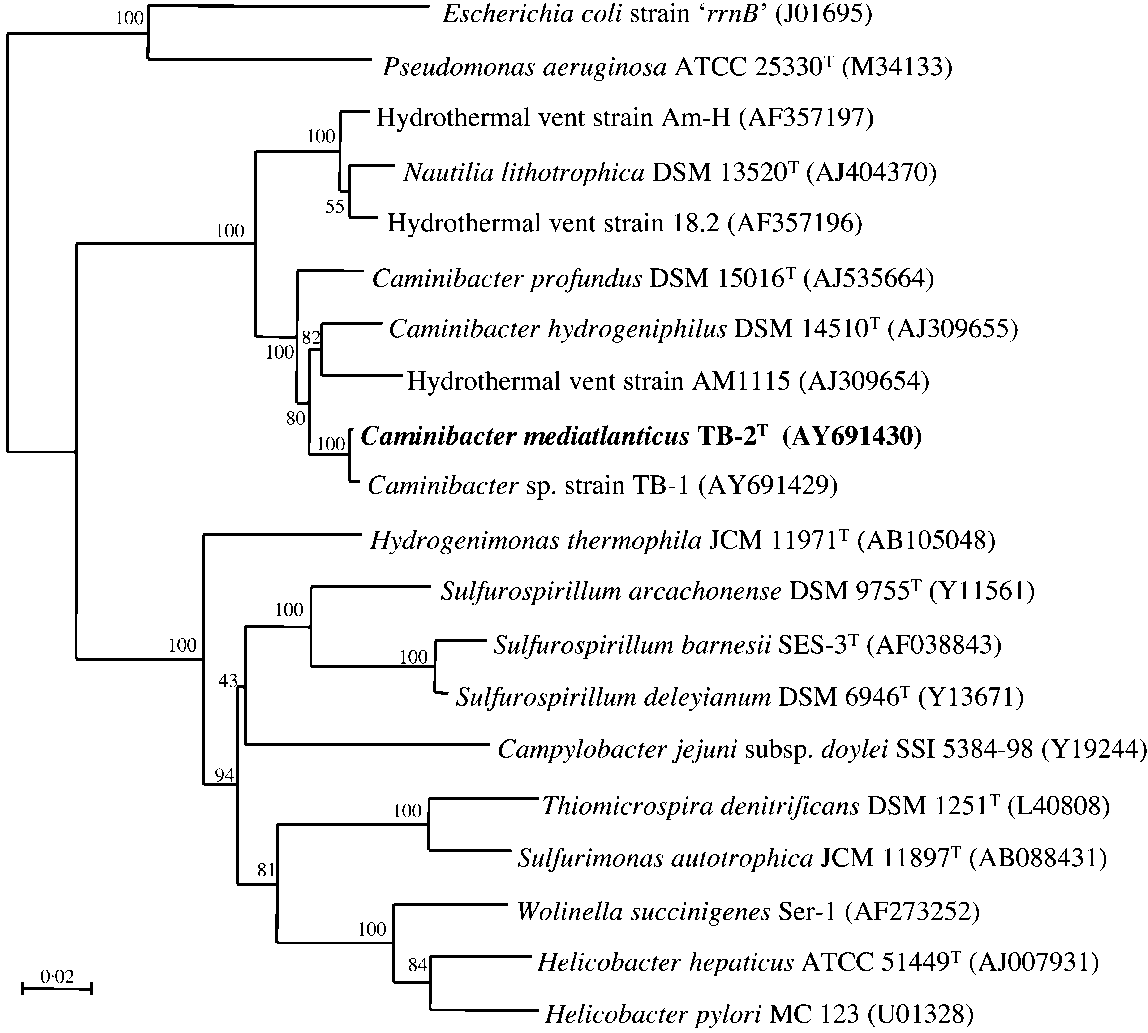 100
Escherichia coli strain ‘rrnB’ (J01695)
Pseudomonas aeruginosa ATCC 25330ᵀ (M34133)
Hydrothermal vent strain Am-H (AF357197)
100
Nautilia lithotrophica DSM 13520ᵀ (AJ404370)
55
Hydrothermal vent strain 18.2 (AF357196)
100
Caminibacter profundus DSM 15016ᵀ (AJ535664)
Caminibacter hydrogeniphilus DSM 14510ᵀ (AJ309655)
82
100
Hydrothermal vent strain AM1115 (AJ309654)
80
Caminibacter mediatlanticus TB-2ᵀ (AY691430)
100
Caminibacter sp. strain TB-1 (AY691429)
Hydrogenimonas thermophila JCM 11971ᵀ (AB105048)
Sulfurospirillum arcachonense DSM 9755ᵀ (Y11561)
100
100
Sulfurospirillum barnesii SES-3ᵀ (AF038843)
100
43
Sulfurospirillum deleyianum DSM 6946ᵀ (Y13671)
Campylobacter jejuni subsp. doylei SSI 5384-98 (Y19244)
94
Thiomicrospira denitrificans DSM 1251ᵀ (L40808)
100
Sulfurimonas autotrophica JCM 11897ᵀ (AB088431)
81
Wolinella succinigenes Ser-1 (AF273252)
100
84
Helicobacter hepaticus ATCC 51449ᵀ (AJ007931)
0·02
Helicobacter pylori MC 123 (U01328)